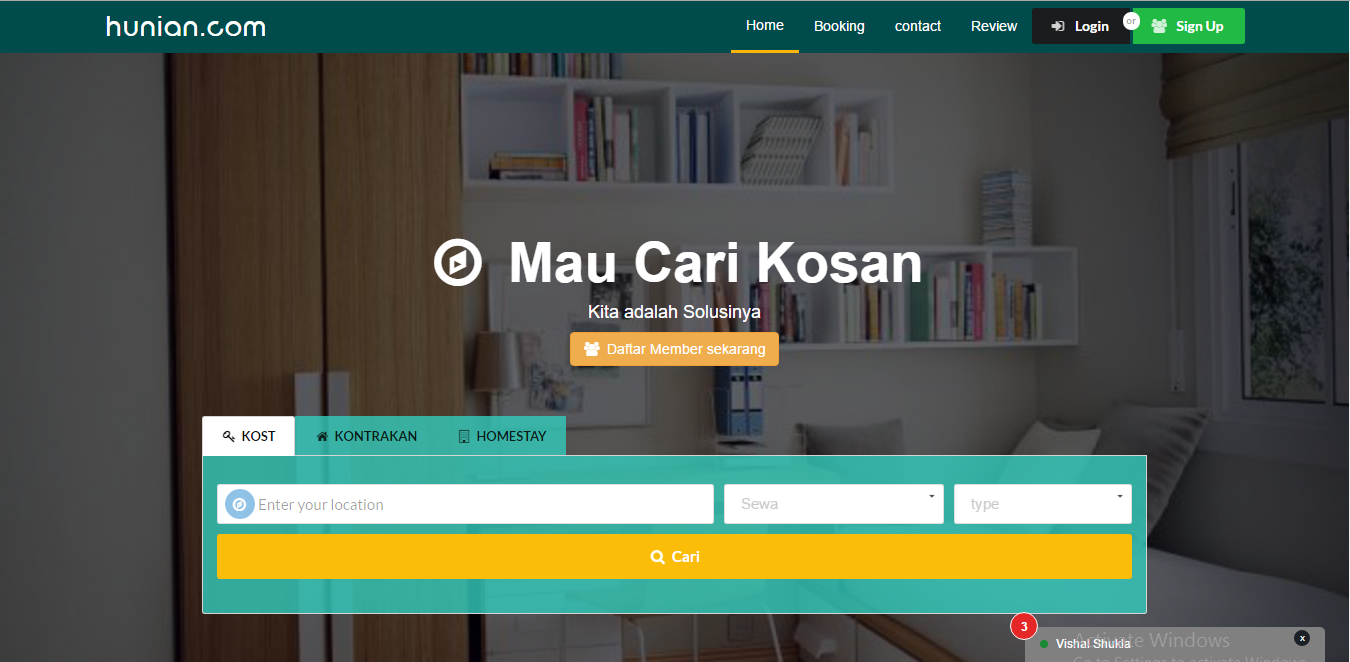 hunian.com
Home
Booking
contact
Review
Login
or
Sign Up
Mau Cari Kosan
Kita adalah Solusinya
Daftar Member sekarang
KOST
KONTRAKAN
HOMESTAY
Enter your location
Sewa
type
Cari
3
Activate Windows
Vishal Shukla
x
Go to Settings to activate Windows.